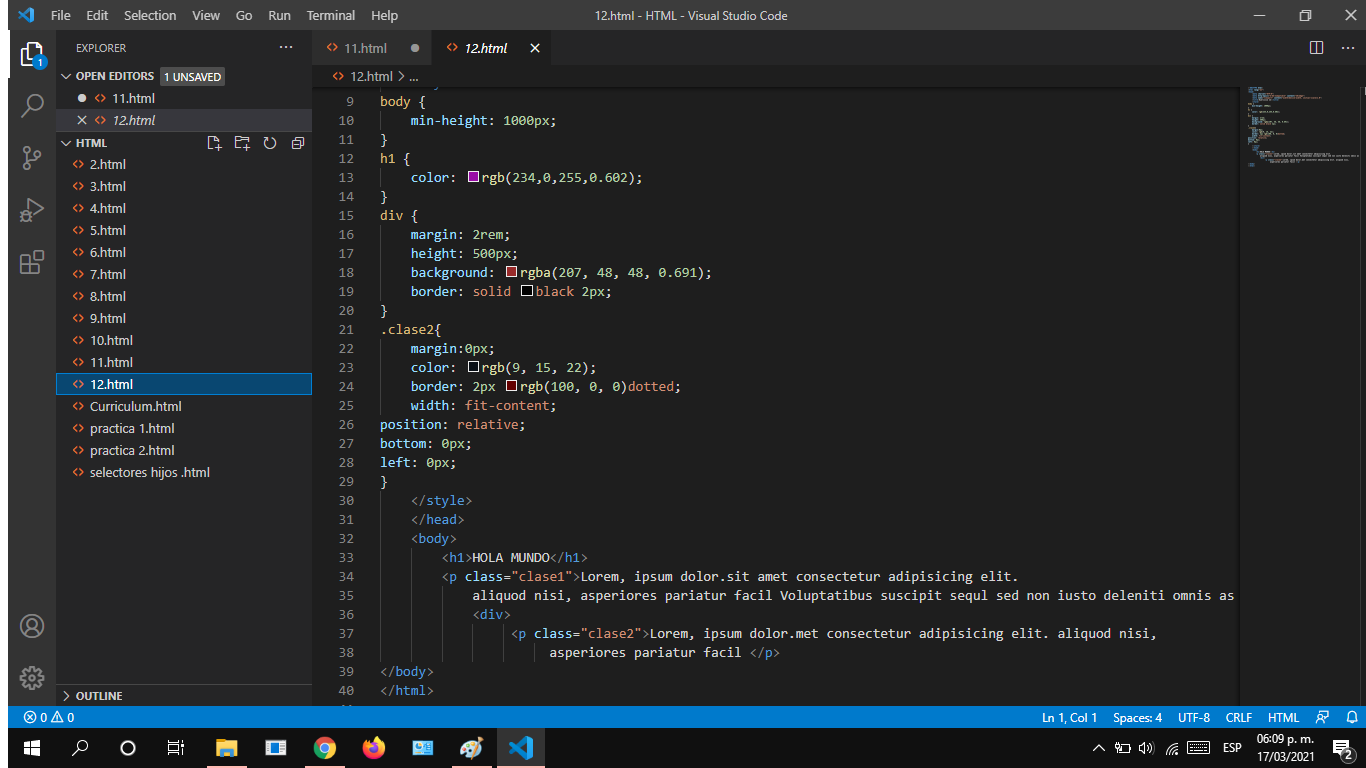 File Edit Selection View Go Run Terminal Help 12.html - HTML - Visual Studio Code
EXPLORER
OPEN EDITORS 1 UNSAVED
11.html
12.html
HTML
2.html
3.html
4.html
5.html
6.html
7.html
8.html
9.html
10.html
11.html
12.html
Curriculum.html
practica 1.html
practica 2.html
selectores hijos .html
OUTLINE
1
11.html 12.html
12.html > ...
9 body {
10 min-height: 1000px;
11 }
12 h1 {
13 color: rgb(234,0,255,0.602);
14 }
15 div {
16 margin: 2rem;
17 height: 500px;
18 background: rgba(207, 48, 48, 0.691);
19 border: solid black 2px;
20 }
21 .clase2{
22 margin:0px;
23 color: rgb(9, 15, 22);
24 border: 2px rgb(100, 0, 0)dotted;
25 width: fit-content;
26 position: relative;
27 bottom: 0px;
28 left: 0px;
29 }
30 </style>
31 </head>
32 <body>
33 <h1>HOLA MUNDO</h1>
34 <p class="clase1">Lorem, ipsum dolor.sit amet consectetur adipisicing elit.
35 aliquod nisi, asperiores pariatur facil Voluptatibus suscipit sequl sed non iusto deleniti omnis as
36 <div>
37 <p class="clase2">Lorem, ipsum dolor.met consectetur adipisicing elit. aliquod nisi,
38 asperiores pariatur facil </p>
39 </body>
40 </html>
0 0 Ln 1, Col 1 Spaces: 4 UTF-8 CRLF HTML
ESP
06:09 p. m.
17/03/2021
2